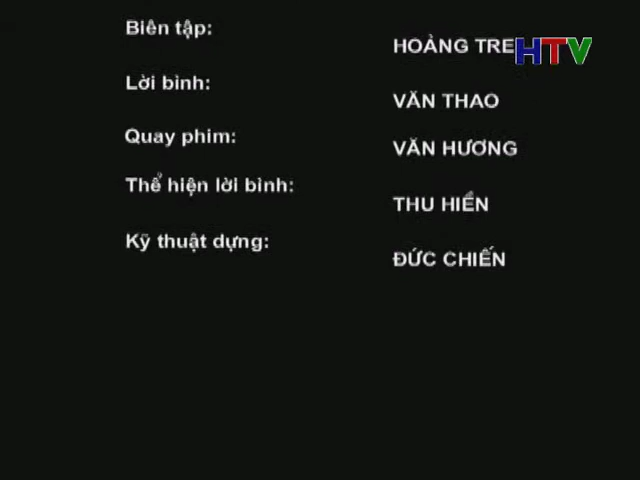 Biên tập:
HOẢNG TRE
HTV
Lời bình:
VĂN THAO
Quay phim:
VĂN HƯƠNG
Thể hiện lời bình:
THU HIỀN
Kỹ thuật dựng:
ĐỨC CHIẾN